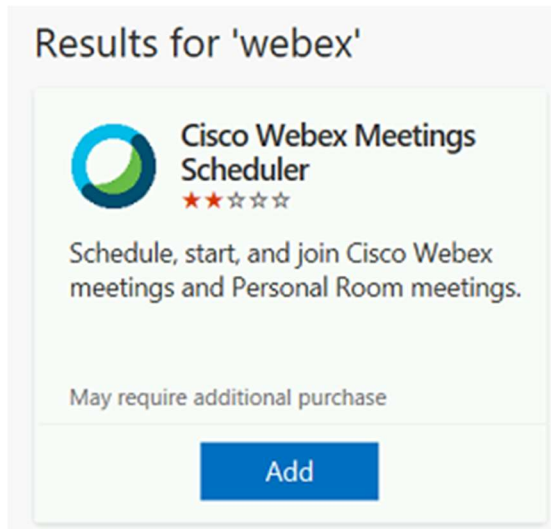 Results for 'webex'
Cisco Webex Meetings
Scheduler
Schedule, start, and join Cisco Webex
meetings and Personal Room meetings.
May require additional purchase
Add